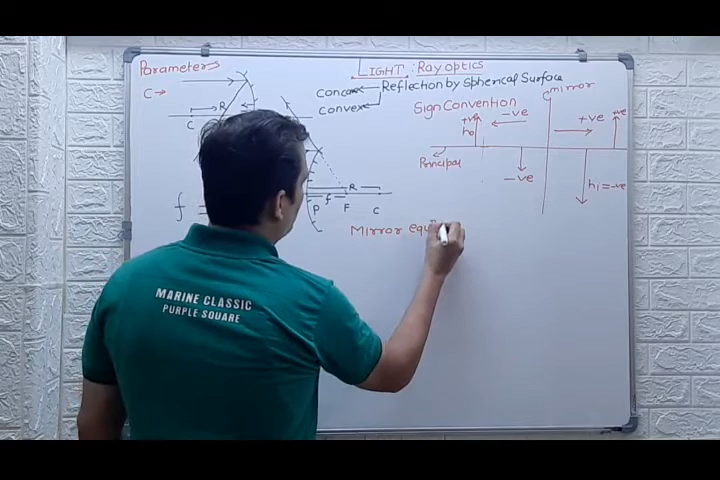 Parameters
LIGHT : Ray optics
Reflection by Spherical Surface
Concave
Convex
C →
R
C
Sign Convention
mirror
+ve
ho
-ve
+ve
+ve
Principal
-ve
hi = -ve
R
f
P
F
C
f =
Mirror equ
MARINE CLASSIC
PURPLE SQUARE